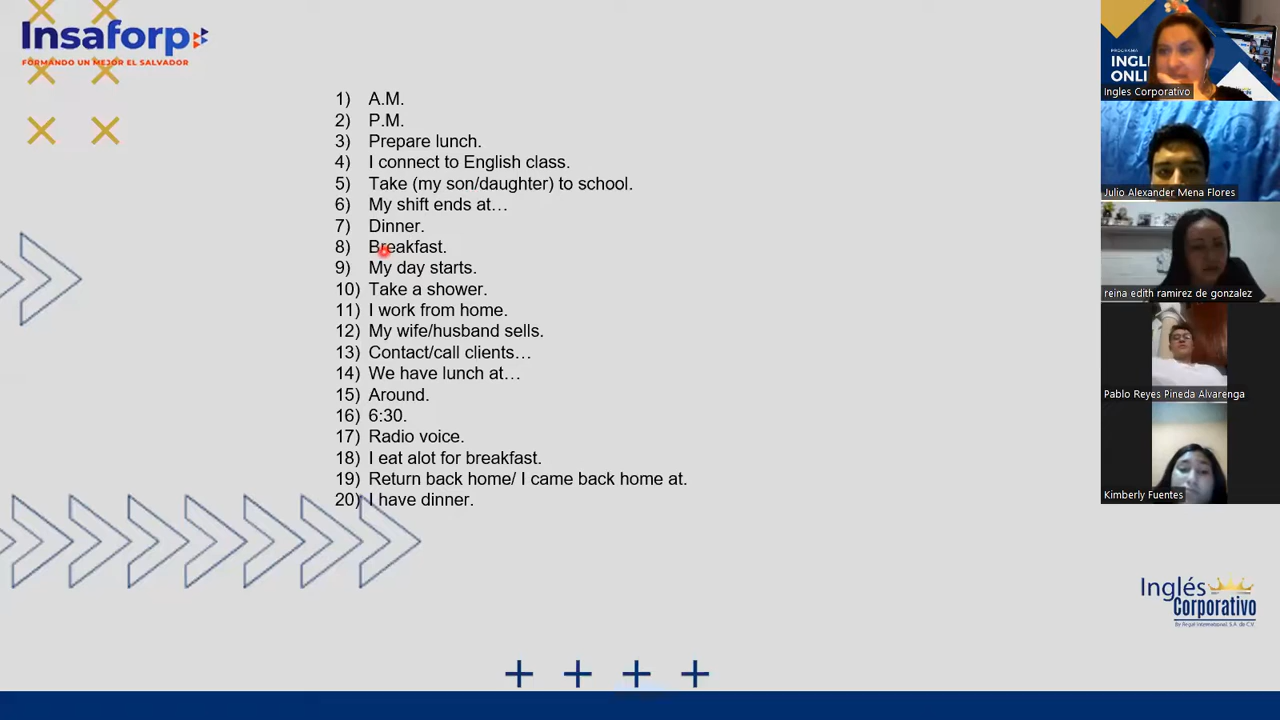 Insaforp
FORMANDO UN MEJOR EL SALVADOR
1) A.M.
2) P.M.
3) Prepare lunch.
4) I connect to English class.
5) Take (my son/daughter) to school.
6) My shift ends at…
7) Dinner.
8) Breakfast.
9) My day starts.
10) Take a shower.
11) I work from home.
12) My wife/husband sells.
13) Contact/call clients…
14) We have lunch at…
15) Around.
16) 6:30.
17) Radio voice.
18) I eat alot for breakfast.
19) Return back home/ I came back home at.
20) I have dinner.
PROGRAMA
INGL
ONLI
Ingles Corporativo
Julio Alexander Mena Flores
reina edith ramirez de gonzalez
Pablo Reyes Pineda Alvarenga
Kimberly Fuentes
Inglés
Corporativo